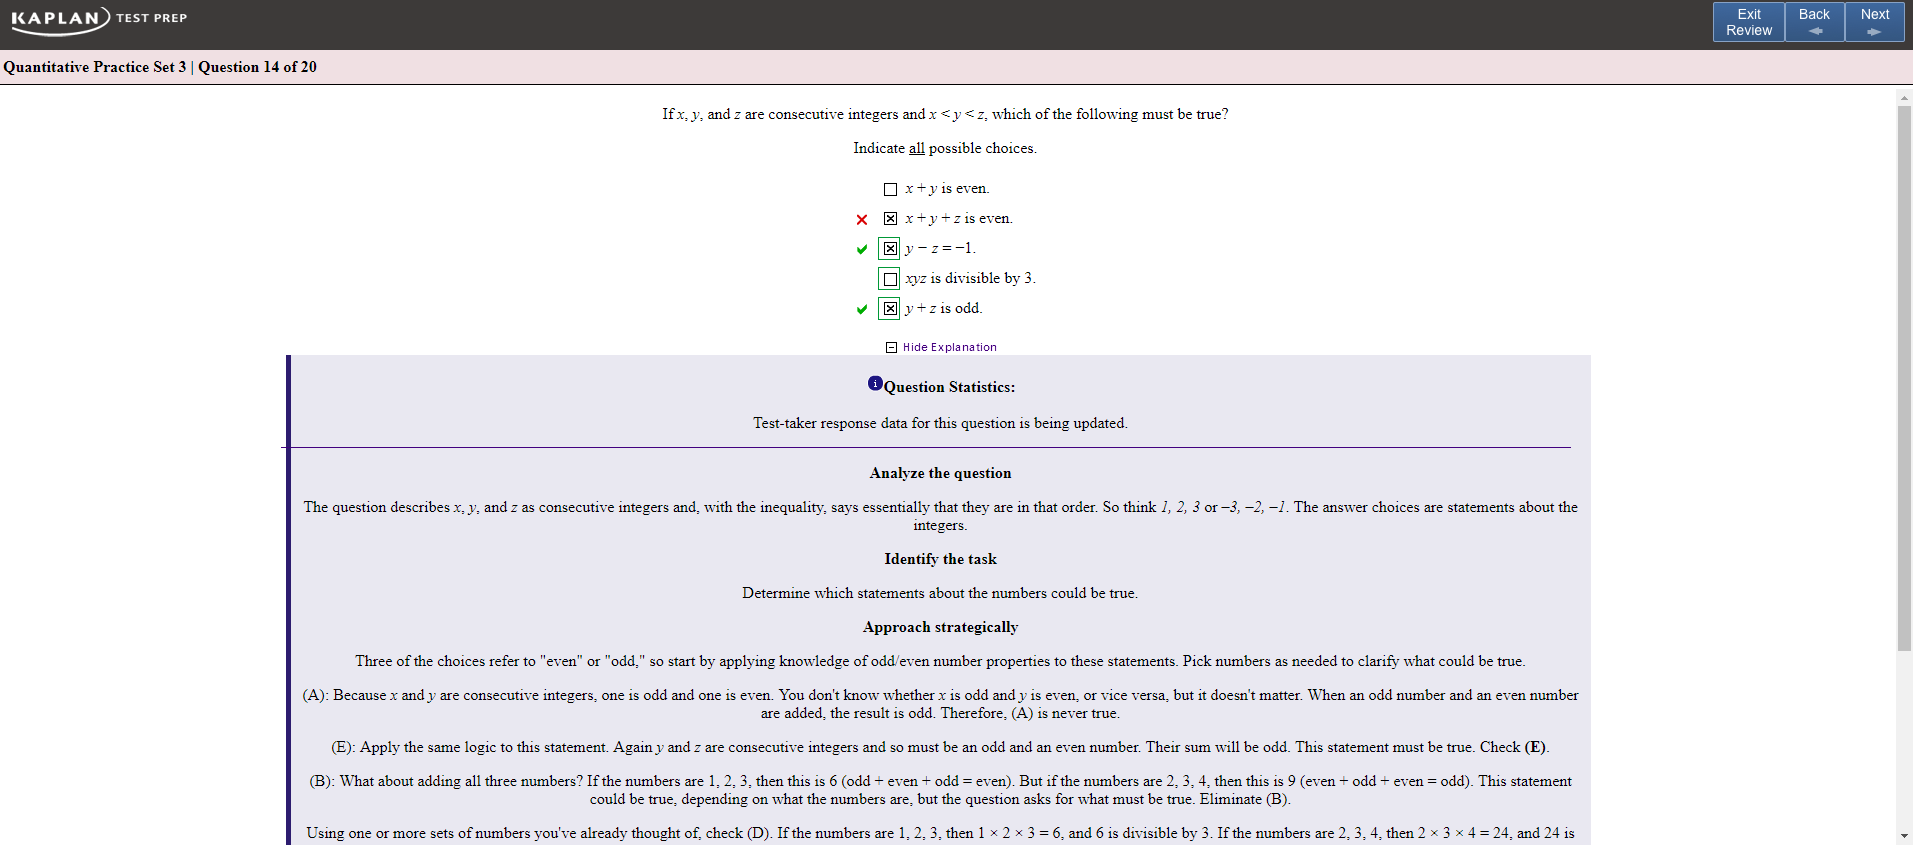 KAPLAN TEST PREP
Exit Review
Back
Next
Quantitative Practice Set 3 | Question 14 of 20
If x, y, and z are consecutive integers and x < y < z, which of the following must be true?
Indicate all possible choices.
x + y is even.
x + y + z is even.
y − z = −1.
xyz is divisible by 3.
y + z is odd.
Hide Explanation
Question Statistics:
Test-taker response data for this question is being updated.
Analyze the question
The question describes x, y, and z as consecutive integers and, with the inequality, says essentially that they are in that order. So think 1, 2, 3 or −3, −2, −1. The answer choices are statements about the
integers.
Identify the task
Determine which statements about the numbers could be true.
Approach strategically
Three of the choices refer to "even" or "odd," so start by applying knowledge of odd/even number properties to these statements. Pick numbers as needed to clarify what could be true.
(A): Because x and y are consecutive integers, one is odd and one is even. You don't know whether x is odd and y is even, or vice versa, but it doesn't matter. When an odd number and an even number
are added, the result is odd. Therefore, (A) is never true.
(E): Apply the same logic to this statement. Again y and z are consecutive integers and so must be an odd and an even number. Their sum will be odd. This statement must be true. Check (E).
(B): What about adding all three numbers? If the numbers are 1, 2, 3, then this is 6 (odd + even + odd = even). But if the numbers are 2, 3, 4, then this is 9 (even + odd + even = odd). This statement
could be true, depending on what the numbers are, but the question asks for what must be true. Eliminate (B).
Using one or more sets of numbers you've already thought of, check (D). If the numbers are 1, 2, 3, then 1 × 2 × 3 = 6, and 6 is divisible by 3. If the numbers are 2, 3, 4, then 2 × 3 × 4 = 24, and 24 is